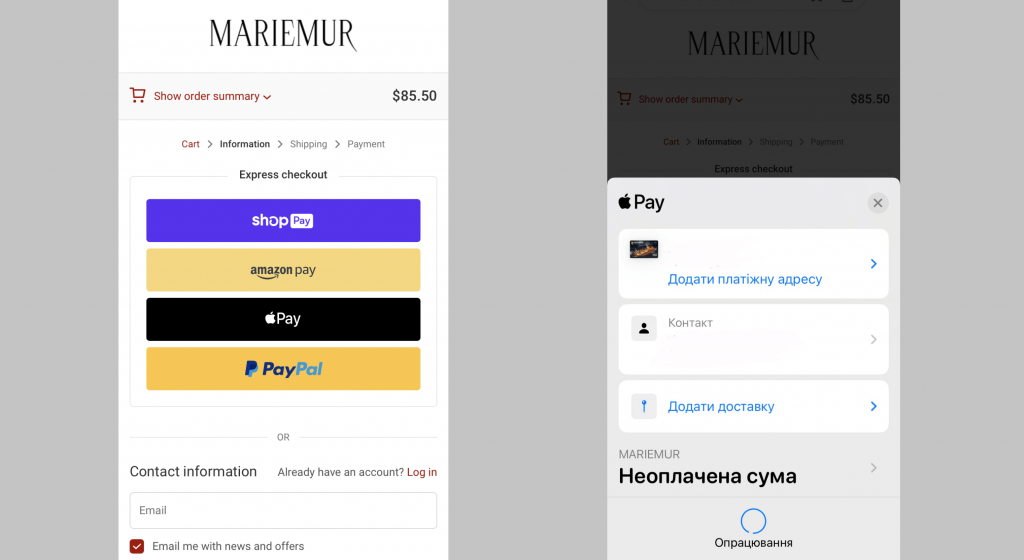 MARIEMUR
Show order summary
$85.50
Cart > Information > Shipping > Payment
Express checkout
shop Pay
amazon pay
Pay
PayPal
OR
Contact information
Already have an account? Log in
Email
Email me with news and offers
MARIEMUR
Show order summary
$85.50
Cart > Information > Shipping > Payment
Express checkout
Pay
Додати платіжну адресу
Контакт
Додати доставку
MARIEMUR
Неоплачена сума
Опрацювання